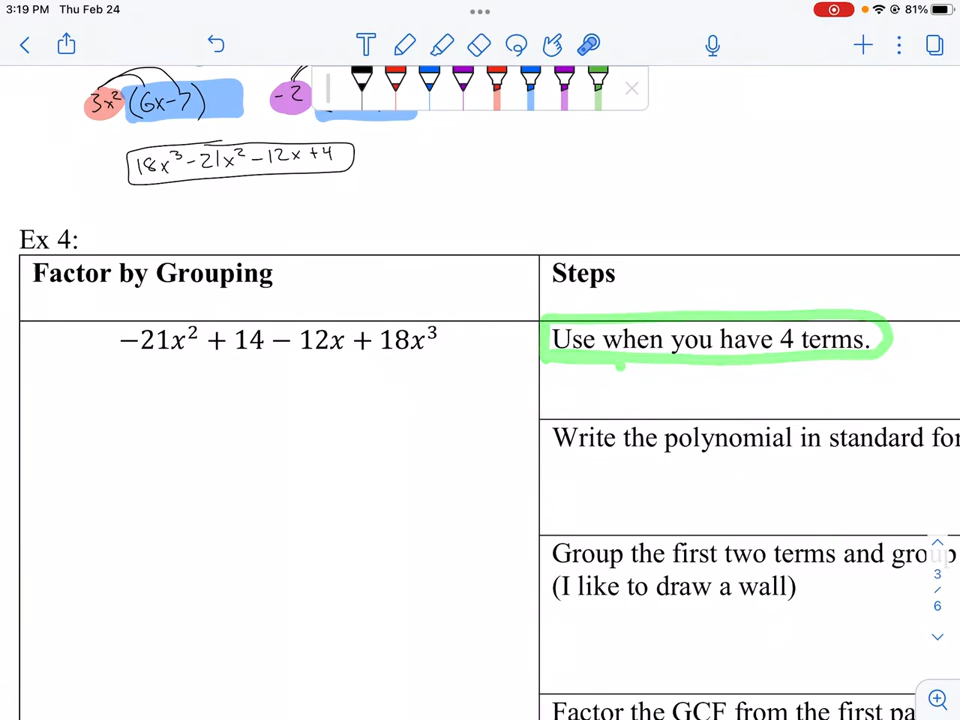 3:19 PM Thu Feb 24
81%
3x² (6x-7) -2
18x³ - 21x² - 12x + 4
Ex 4:
Factor by Grouping
Steps
−21x² + 14 − 12x + 18x³
Use when you have 4 terms.
Write the polynomial in standard for
Group the first two terms and group
(I like to draw a wall)
3
/
6
Factor the GCF from the first pa